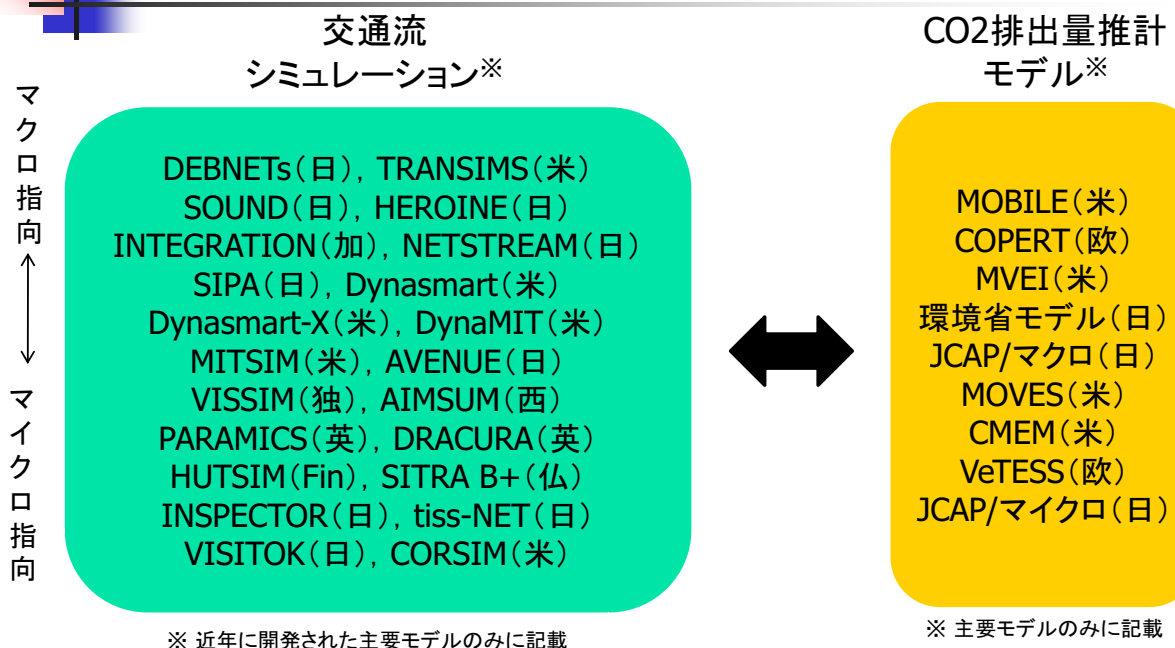 交通流
シミュレーション※
CO2排出量推計
モデル※
マクロ指向
マイクロ指向
DEBNETs(日), TRANSIMS(米)
SOUND(日), HEROINE(日)
INTEGRATION(加), NETSTREAM(日)
SIPA(日), Dynasmart(米)
Dynasmart-X(米), DynaMIT(米)
MITSIM(米), AVENUE(日)
VISSIM(独), AIMSUM(西)
PARAMICS(英), DRACURA(英)
HUTSIM(Fin), SITRA B+(仏)
INSPECTOR(日), tiss-NET(日)
VISITOK(日), CORSIM(米)
MOBILE(米)
COPERT(欧)
MVEI(米)
環境省モデル(日)
JCAP/マクロ(日)
MOVES(米)
CMEM(米)
VeTESS(欧)
JCAP/マイクロ(日)
※ 近年に開発された主要モデルのみに記載
※ 主要モデルのみに記載